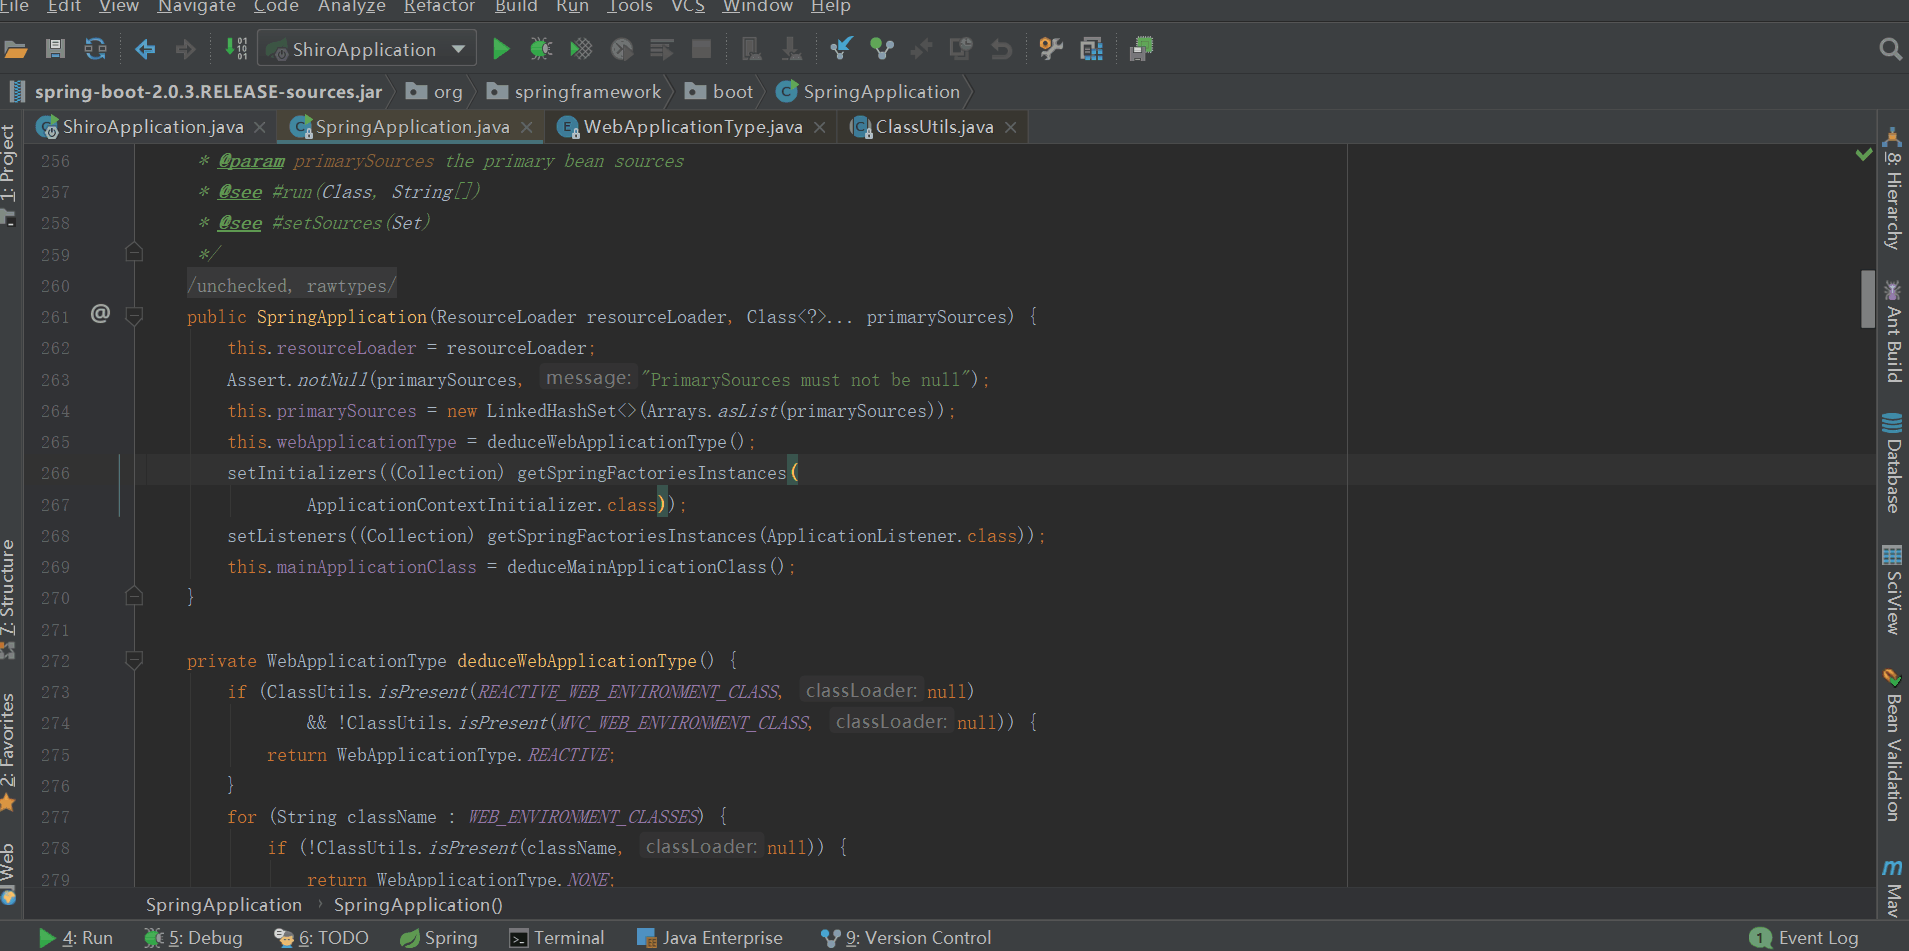 File Edit View Navigate Code Analyze Refactor Build Run Tools VCS Window Help
ShiroApplication
spring-boot-2.0.3.RELEASE-sources.jar org springframework boot SpringApplication
ShiroApplication.java SpringApplication.java WebApplicationType.java ClassUtils.java
256 * @param primarySources the primary bean sources
257 * @see #run(Class, String[])
258 * @see #setSources(Set)
259 */
260 /unchecked, rawtypes/
261 @ public SpringApplication(ResourceLoader resourceLoader, Class<?>... primarySources) {
262 this.resourceLoader = resourceLoader;
263 Assert.notNull(primarySources, message: "PrimarySources must not be null");
264 this.primarySources = new LinkedHashSet<>(Arrays.asList(primarySources));
265 this.webApplicationType = deduceWebApplicationType();
266 setInitializers((Collection) getSpringFactoriesInstances(
267 ApplicationContextInitializer.class));
268 setListeners((Collection) getSpringFactoriesInstances(ApplicationListener.class));
269 this.mainApplicationClass = deduceMainApplicationClass();
270 }
271
272 private WebApplicationType deduceWebApplicationType() {
273 if (ClassUtils.isPresent(REACTIVE_WEB_ENVIRONMENT_CLASS, classLoader: null)
274 && !ClassUtils.isPresent(MVC_WEB_ENVIRONMENT_CLASS, classLoader: null)) {
275 return WebApplicationType.REACTIVE;
276 }
277 for (String className : WEB_ENVIRONMENT_CLASSES) {
278 if (!ClassUtils.isPresent(className, classLoader: null)) {
279 return WebApplicationType.NONE;
SpringApplication › SpringApplication()
4: Run 5: Debug 6: TODO Spring Terminal Java Enterprise 9: Version Control 1 Event Log
1: Project
7: Structure
2: Favorites
Web
8: Hierarchy
Ant Build
Database
SciView
Bean Validation
m Mav